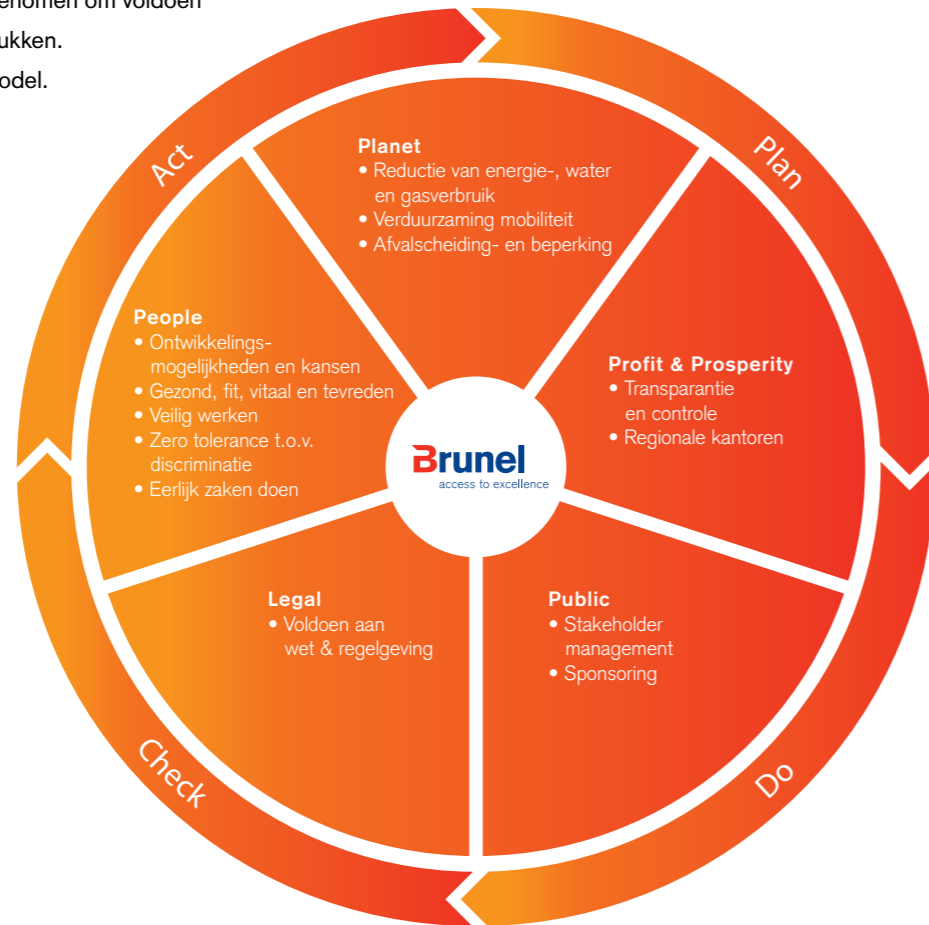 om voldoen
ukken.
odel.
Act
Plan
Planet
• Reductie van energie-, water
en gasverbruik
• Verduurzaming mobiliteit
• Afvalscheiding- en beperking
People
• Ontwikkelings-
mogelijkheden en kansen
• Gezond, fit, vitaal en tevreden
• Veilig werken
• Zero tolerance t.o.v.
discriminatie
• Eerlijk zaken doen
Profit & Prosperity
• Transparantie
en controle
• Regionale kantoren
Brunel
access to excellence
Legal
• Voldoen aan
wet & regelgeving
Public
• Stakeholder
management
• Sponsoring
Check
Do